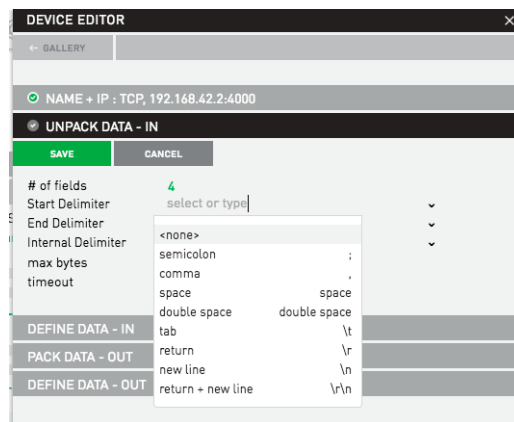 DEVICE EDITOR ×
← GALLERY
NAME + IP : TCP, 192.168.42.2:4000
UNPACK DATA - IN
SAVE CANCEL
# of fields 4
Start Delimiter select or type
End Delimiter
Internal Delimiter
max bytes
timeout
<none>
semicolon ;
comma ,
space space
double space double space
tab \t
return \r
new line \n
return + new line \r\n
DEFINE DATA - IN
PACK DATA - OUT
DEFINE DATA - OUT